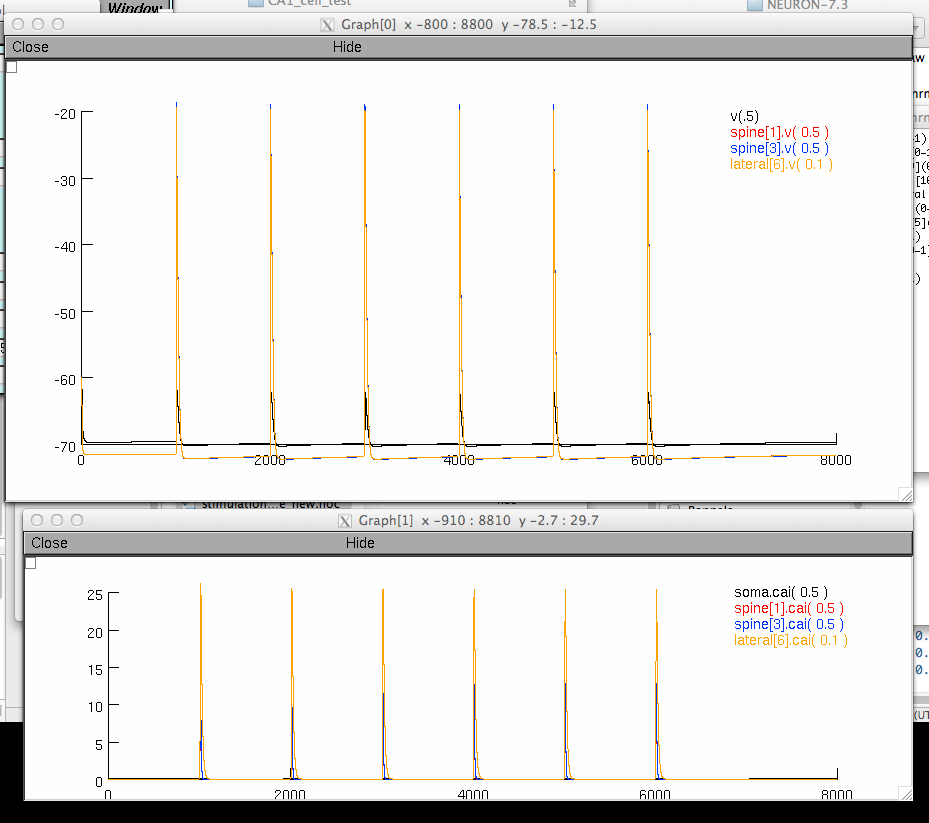 Window
CA1_cell_test
NEURON-7.3
Graph[0] x -800 : 8800 y -78.5 : -12.5
Close Hide
-20
-30
-40
-50
-60
-70
v(.5)
spine[1].v( 0.5 )
spine[3].v( 0.5 )
lateral[6].v( 0.1 )
0 2000 4000 6000 8000
stimulation...e_new.hoc
Graph[1] x -910 : 8810 y -2.7 : 29.7
Close Hide
25
20
15
10
5
0
soma.cai( 0.5 )
spine[1].cai( 0.5 )
spine[3].cai( 0.5 )
lateral[6].cai( 0.1 )
0 2000 4000 6000 8000